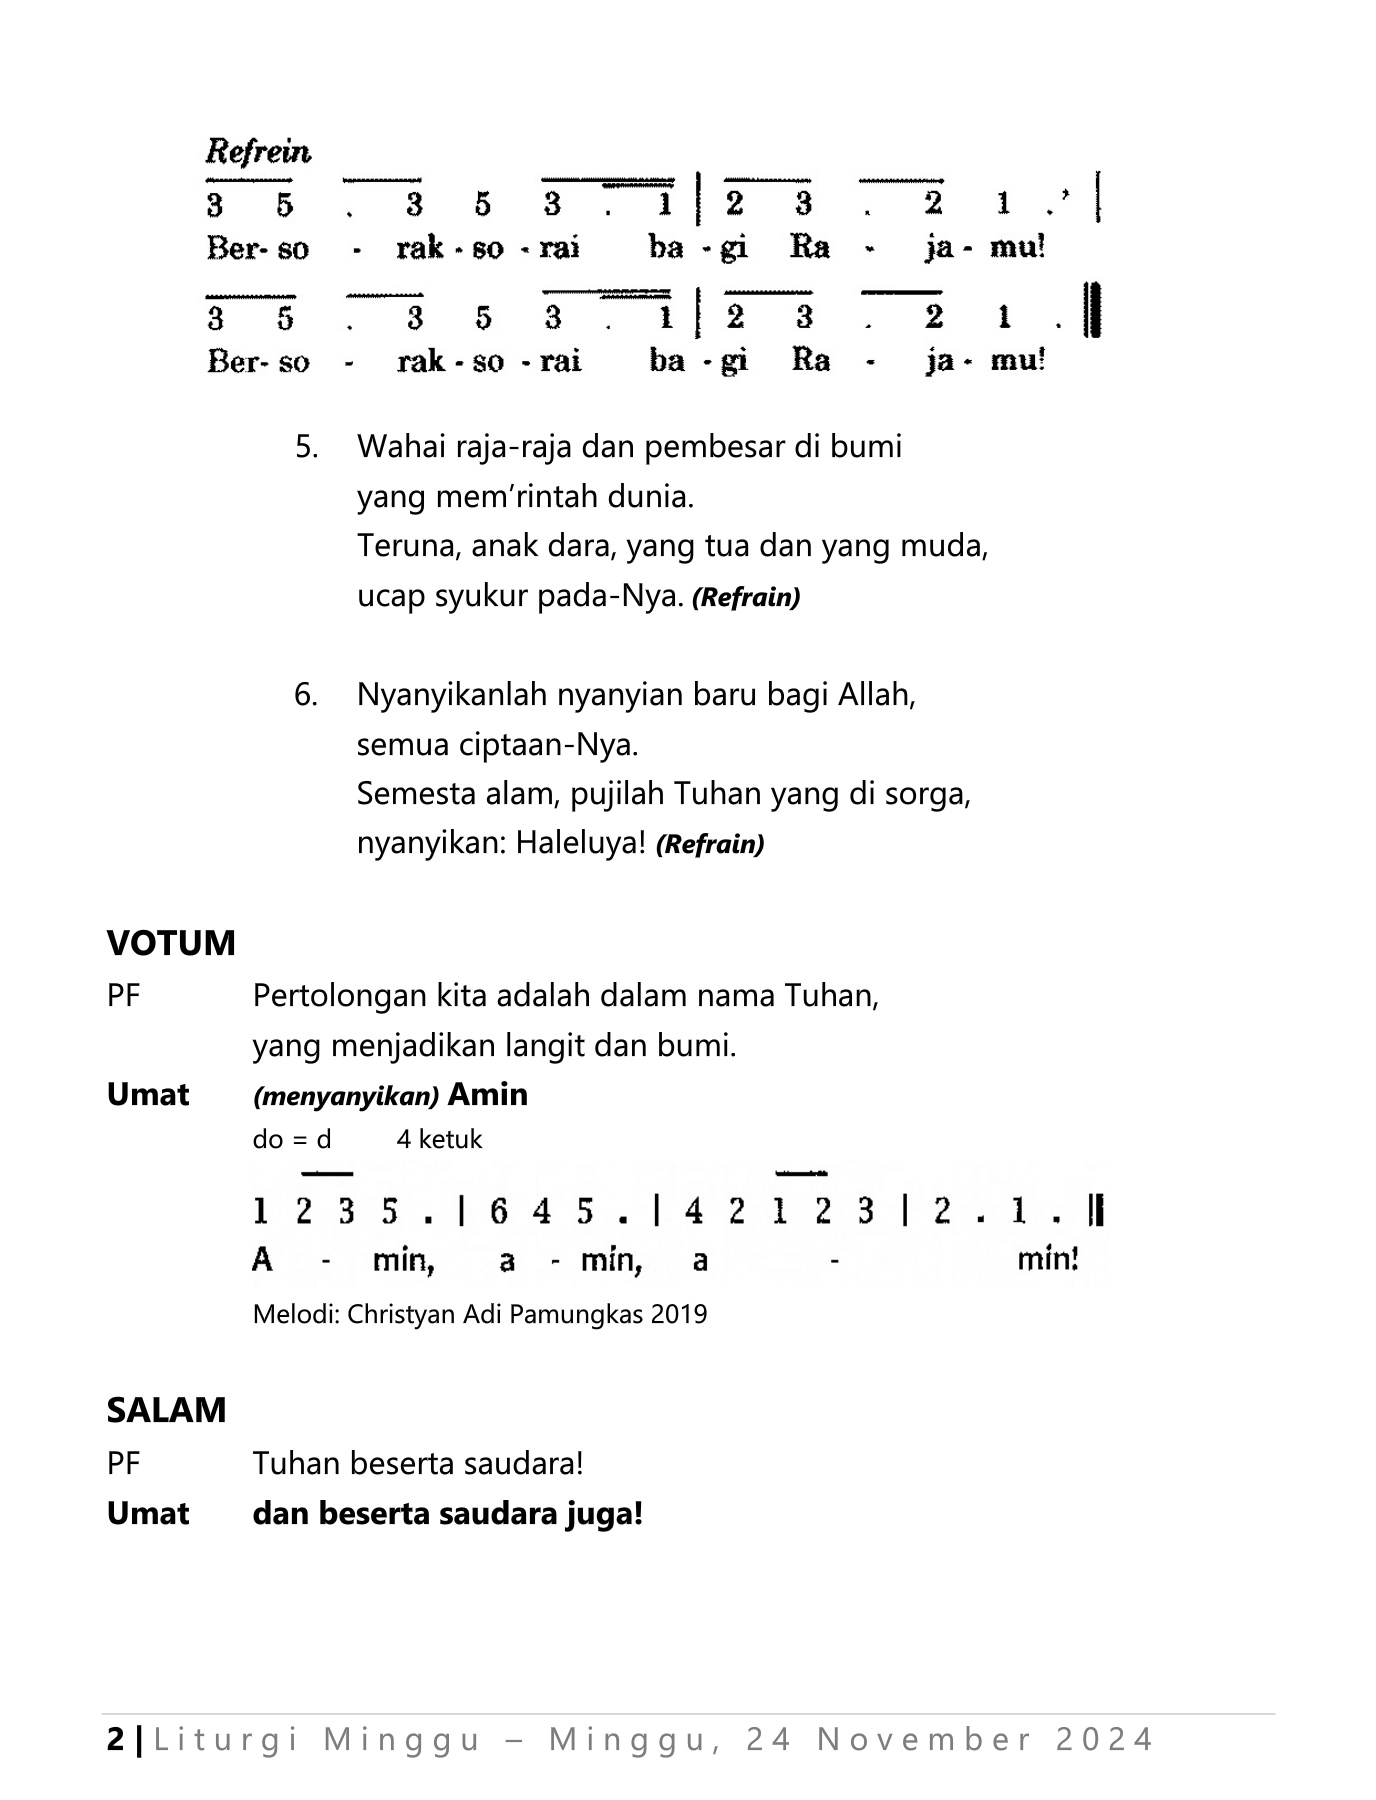 Refrein
3 5 . 3 5 3 . 1 | 2 3 . 2 1 .’ |
Ber- so - rak - so - rai ba - gi Ra - ja - mu!
3 5 . 3 5 3 . 1 | 2 3 . 2 1 . ||
Ber- so - rak - so - rai ba - gi Ra - ja - mu!
5. Wahai raja-raja dan pembesar di bumi
yang mem’rintah dunia.
Teruna, anak dara, yang tua dan yang muda,
ucap syukur pada-Nya. (Refrain)
6. Nyanyikanlah nyanyian baru bagi Allah,
semua ciptaan-Nya.
Semesta alam, pujilah Tuhan yang di sorga,
nyanyikan: Haleluya! (Refrain)
VOTUM
PF Pertolongan kita adalah dalam nama Tuhan,
yang menjadikan langit dan bumi.
Umat (menyanyikan) Amin
do = d 4 ketuk
1 2 3 5 . | 6 4 5 . | 4 2 1 2 3 | 2 . 1 . ||
A - min, a - min, a - min!
Melodi: Christyan Adi Pamungkas 2019
SALAM
PF Tuhan beserta saudara!
Umat dan beserta saudara juga!
2 | Liturgi Minggu – Minggu, 24 November 2024